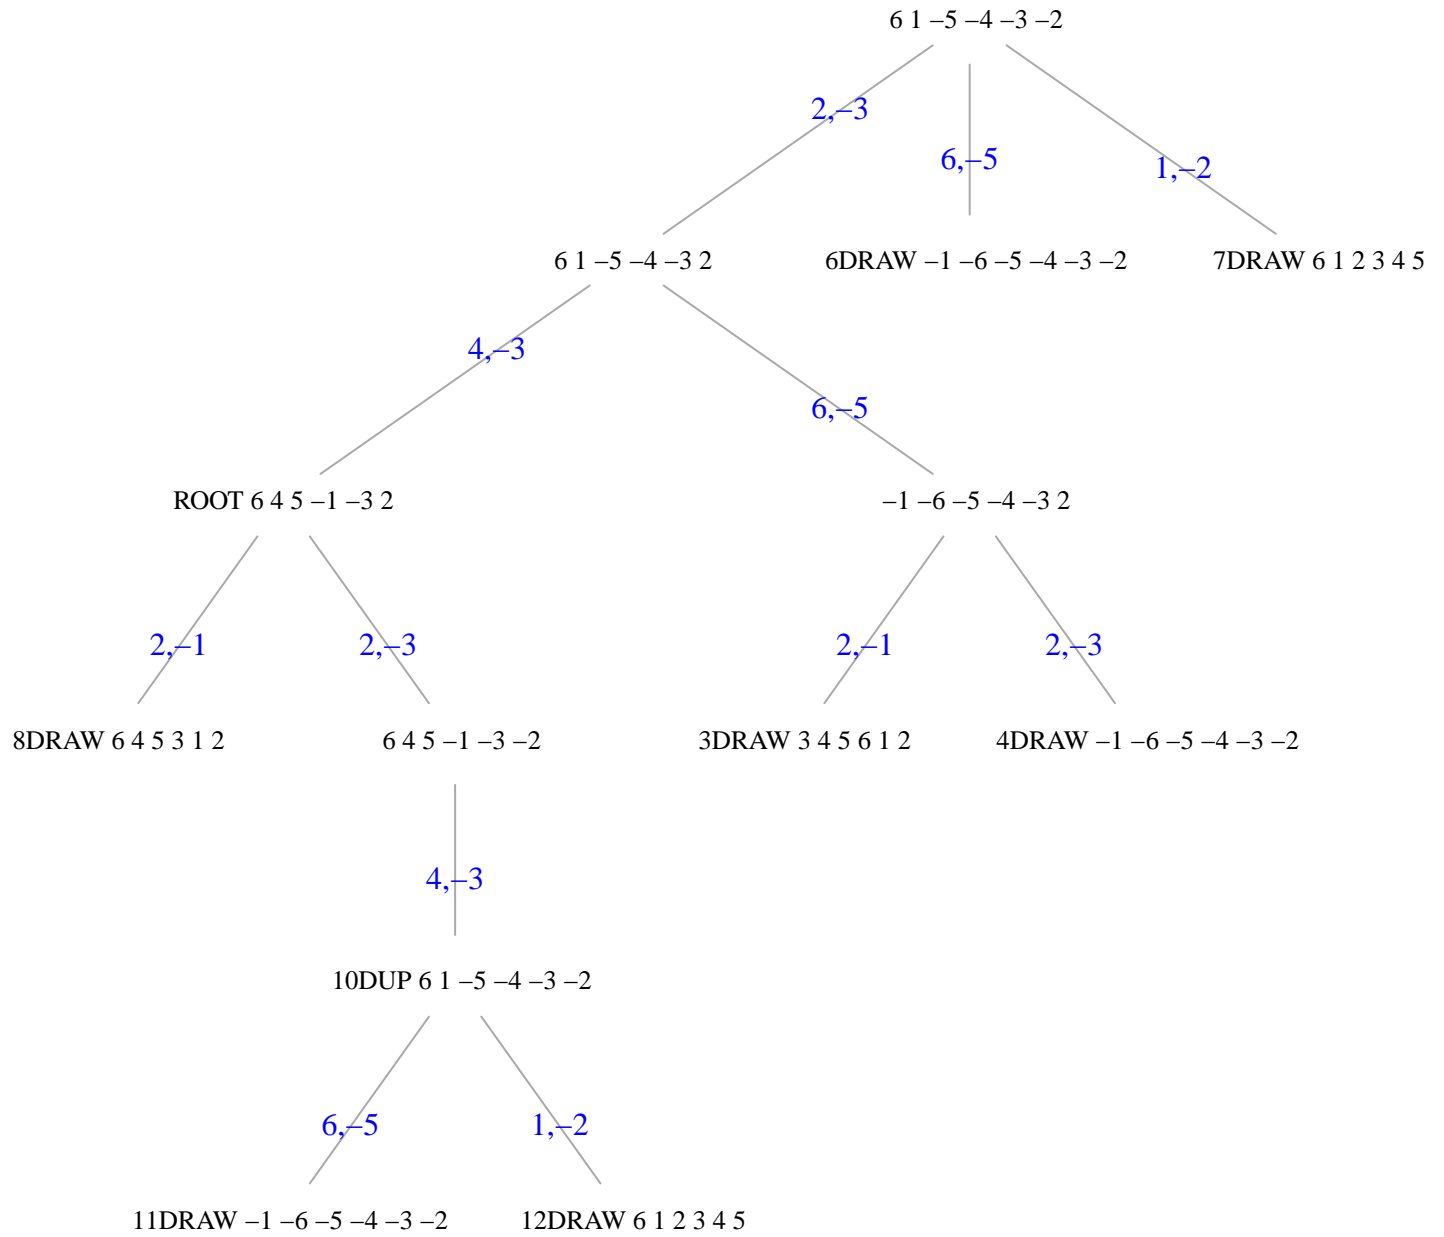 6 1 –5 –4 –3 –2
2,–3
6,–5
1,–2
6 1 –5 –4 –3 2
6DRAW –1 –6 –5 –4 –3 –2
7DRAW 6 1 2 3 4 5
4,–3
6,–5
ROOT 6 4 5 –1 –3 2
–1 –6 –5 –4 –3 2
2,–1
2,–3
2,–1
2,–3
8DRAW 6 4 5 3 1 2
6 4 5 –1 –3 –2
3DRAW 3 4 5 6 1 2
4DRAW –1 –6 –5 –4 –3 –2
4,–3
10DUP 6 1 –5 –4 –3 –2
6,–5
1,–2
11DRAW –1 –6 –5 –4 –3 –2
12DRAW 6 1 2 3 4 5